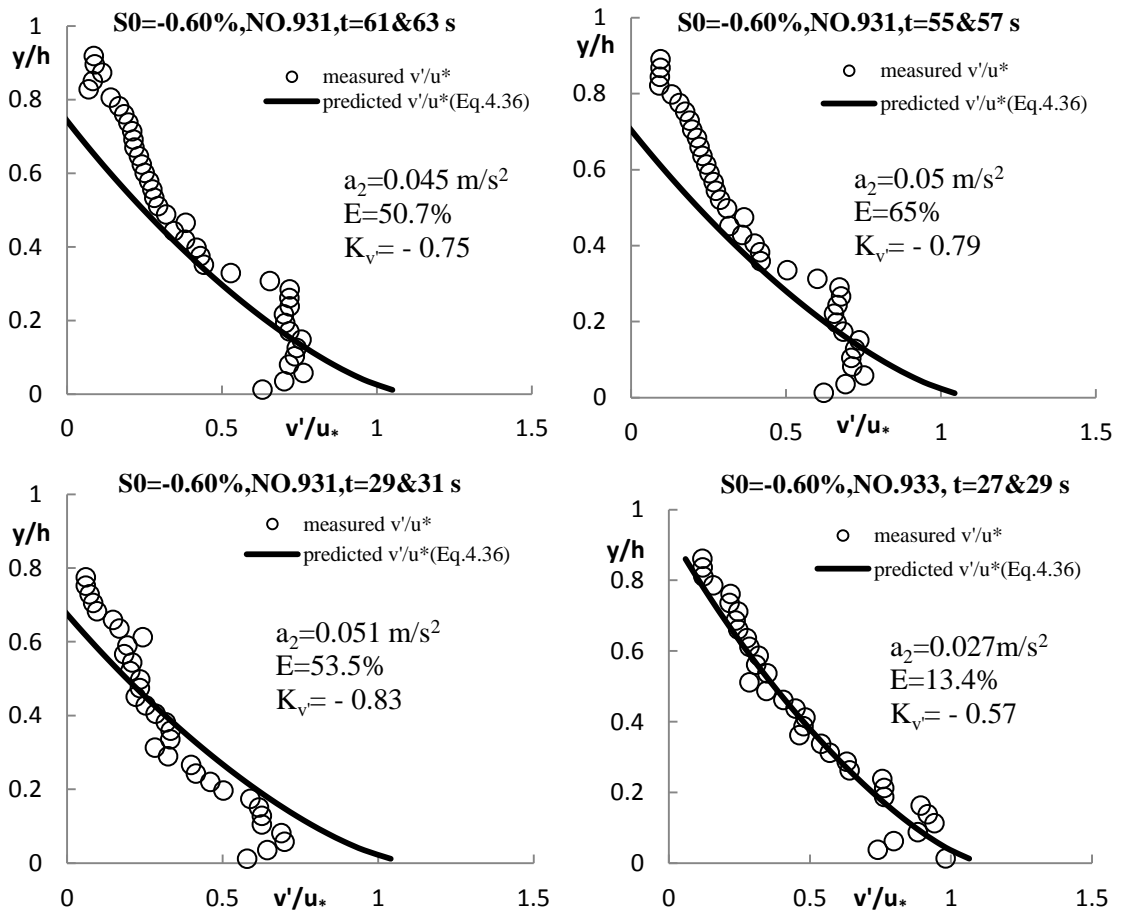 S0=-0.60%,NO.931,t=61&63 s
y/h
measured v'/u*
predicted v'/u*(Eq.4.36)
a₂=0.045 m/s²
E=50.7%
Kᵥ'= - 0.75
1
0.8
0.6
0.4
0.2
0
0 0.5 1 1.5
v'/u*
S0=-0.60%,NO.931,t=55&57 s
y/h
measured v'/u*
predicted v'/u*(Eq.4.36)
a₂=0.05 m/s²
E=65%
Kᵥ'= - 0.79
1
0.8
0.6
0.4
0.2
0
0 0.5 1 1.5
v'/u*
S0=-0.60%,NO.931,t=29&31 s
y/h
measured v'/u*
predicted v'/u*(Eq.4.36)
a₂=0.051 m/s²
E=53.5%
Kᵥ'= - 0.83
1
0.8
0.6
0.4
0.2
0
0 0.5 1 1.5
v'/u*
S0=-0.60%,NO.933, t=27&29 s
y/h
measured v'/u*
predicted v'/u*(Eq.4.36)
a₂=0.027m/s²
E=13.4%
Kᵥ'= - 0.57
1
0.8
0.6
0.4
0.2
0
0 0.5 1 1.5
v'/u*